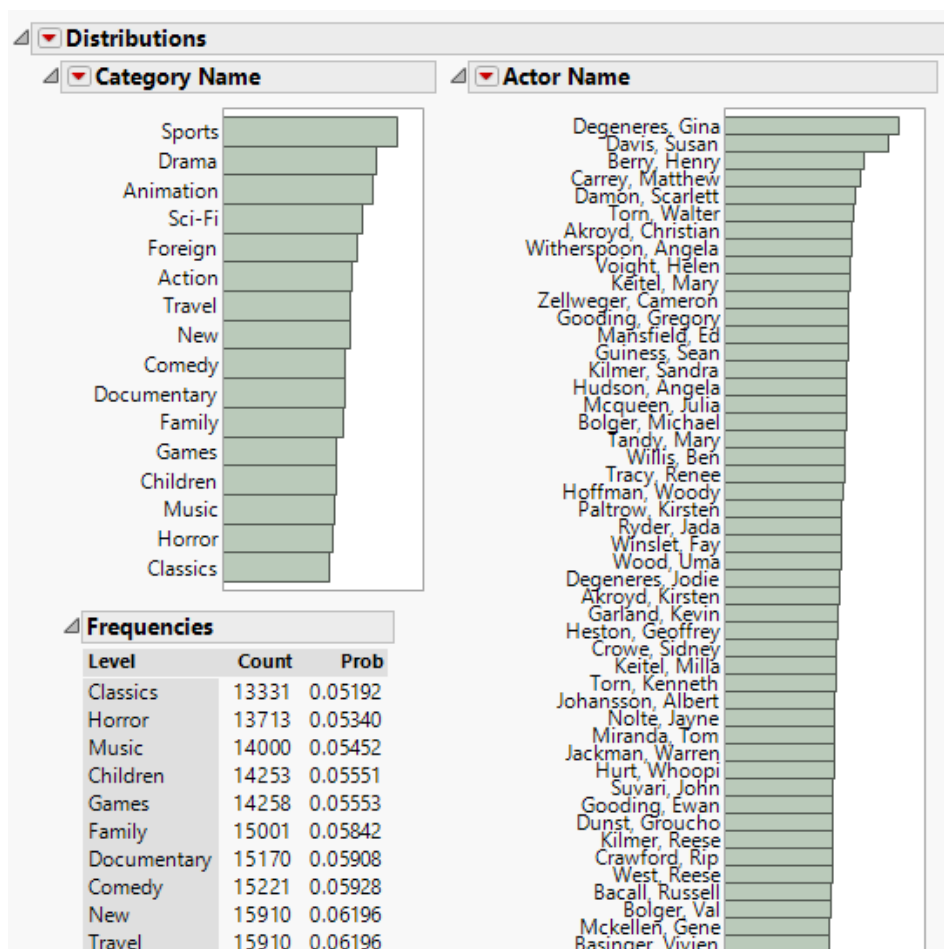 Distributions
Category Name
Sports
Drama
Animation
Sci-Fi
Foreign
Action
Travel
New
Comedy
Documentary
Family
Games
Children
Music
Horror
Classics
Frequencies
Level Count Prob
Classics 13331 0.05192
Horror 13713 0.05340
Music 14000 0.05452
Children 14253 0.05551
Games 14258 0.05553
Family 15001 0.05842
Documentary 15170 0.05908
Comedy 15221 0.05928
New 15910 0.06196
Travel 15910 0.06196
Actor Name
Degeneres, Gina
Davis, Susan
Berry, Henry
Carrey, Matthew
Damon, Scarlett
Torn, Walter
Akroyd, Christian
Witherspoon, Angela
Voight, Helen
Keitel, Mary
Zellweger, Cameron
Gooding, Gregory
Mansfield, Ed
Guiness, Sean
Kilmer, Sandra
Hudson, Angela
Mcqueen, Julia
Bolger, Michael
Tandy, Mary
Willis, Ben
Tracy, Renee
Hoffman, Woody
Paltrow, Kirsten
Ryder, Jada
Winslet, Fay
Wood, Uma
Degeneres, Jodie
Akroyd, Kirsten
Garland, Kevin
Heston, Geoffrey
Crowe, Sidney
Keitel, Milla
Torn, Kenneth
Johansson, Albert
Nolte, Jayne
Miranda, Tom
Jackman, Warren
Hurt, Whoopi
Suvari, John
Gooding, Ewan
Dunst, Groucho
Kilmer, Reese
Crawford, Rip
West, Reese
Bacall, Russell
Bolger, Val
Mckellen, Gene
Basinger, Vivien